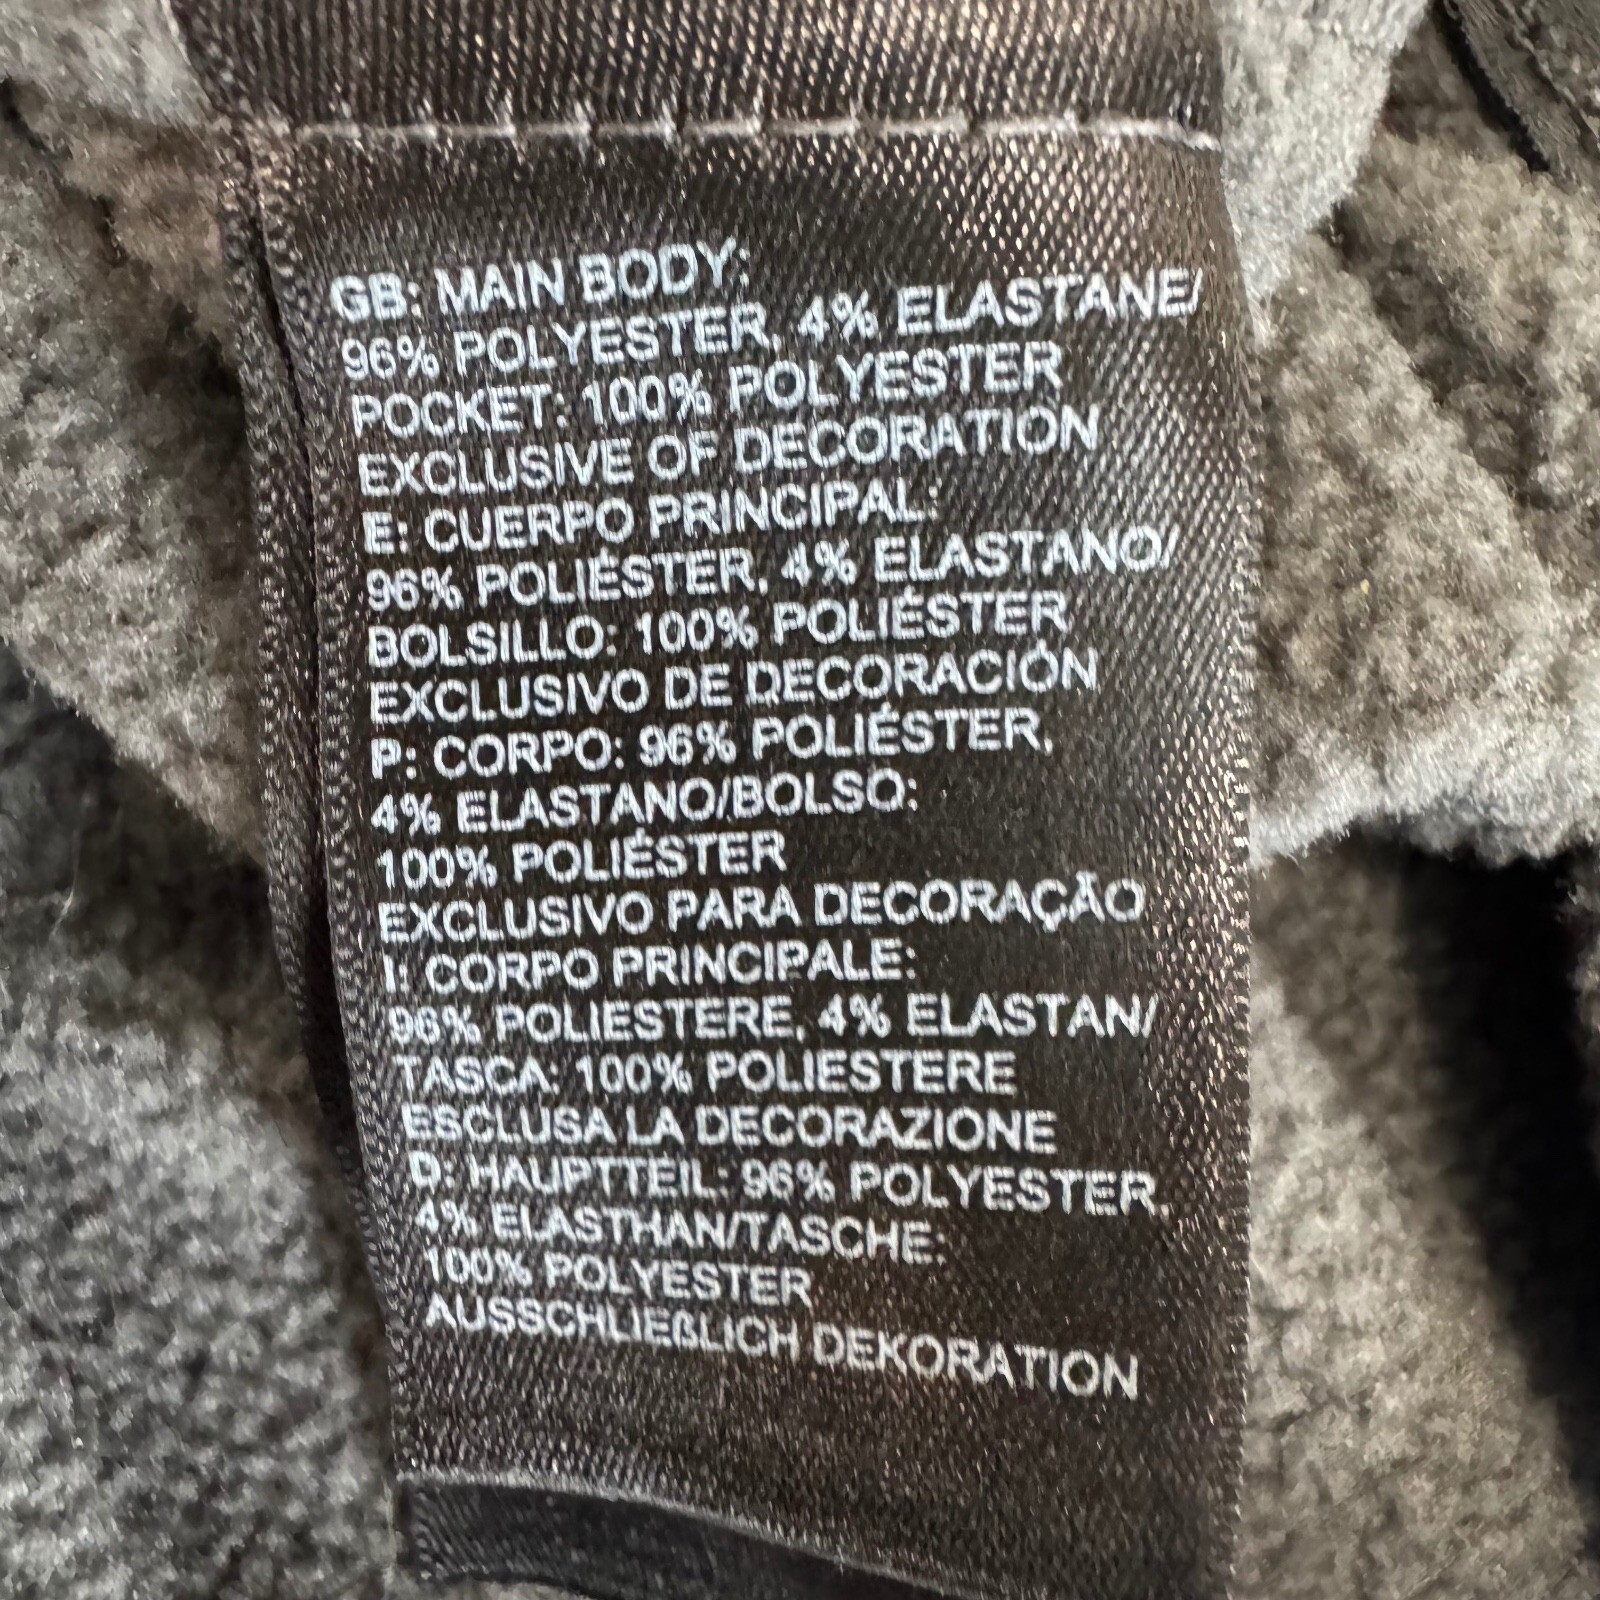 GB: MAIN BODY:
96% POLYESTER, 4% ELASTANE/
POCKET: 100% POLYESTER
EXCLUSIVE OF DECORATION
E: CUERPO PRINCIPAL:
96% POLIÉSTER, 4% ELASTANO/
BOLSILLO: 100% POLIÉSTER
EXCLUSIVO DE DECORACIÓN
P: CORPO: 96% POLIÉSTER,
4% ELASTANO/BOLSO:
100% POLIÉSTER
EXCLUSIVO PARA DECORAÇÃO
I: CORPO PRINCIPALE:
96% POLIESTERE, 4% ELASTAN/
TASCA: 100% POLIESTERE
ESCLUSA LA DECORAZIONE
D: HAUPTTEIL: 96% POLYESTER,
4% ELASTHAN/TASCHE:
100% POLYESTER
AUSSCHLIEßLICH DEKORATION